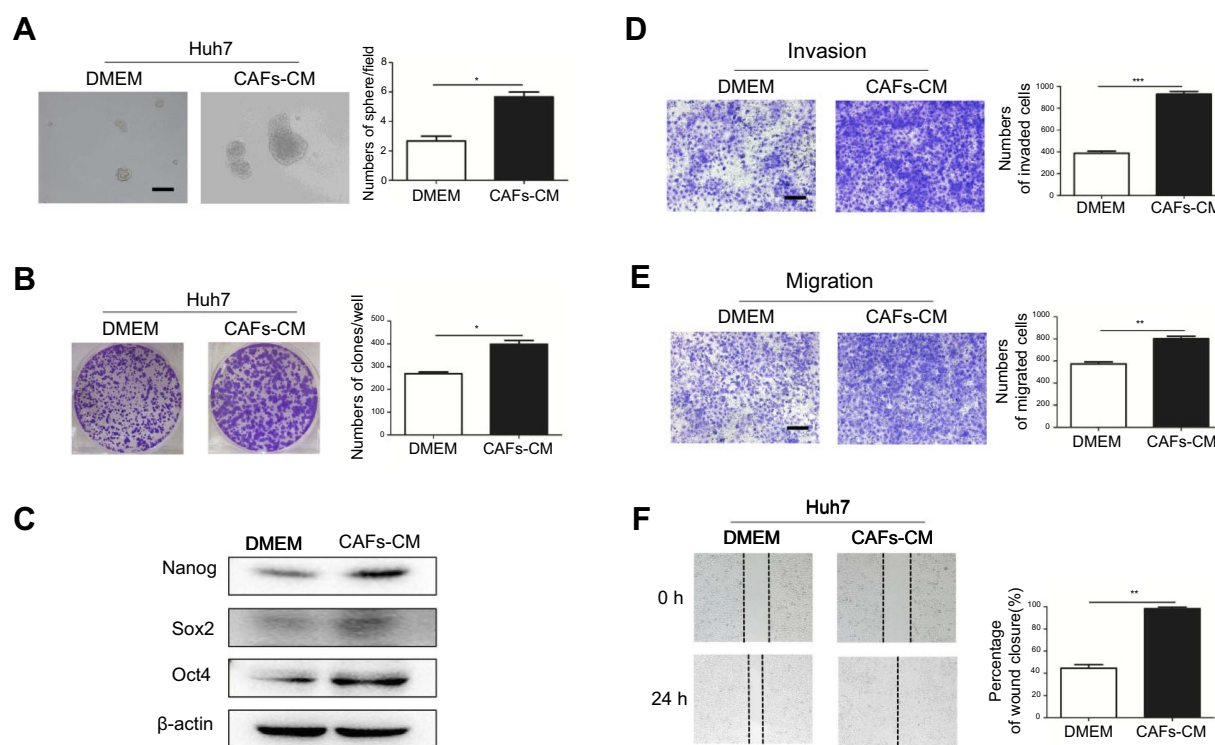 A
Huh7
DMEM CAFs-CM
Numbers of sphere/field
8
6
4
2
0
*
DMEM CAFs-CM
B
Huh7
DMEM CAFs-CM
Numbers of clones/well
500
400
300
200
100
0
*
DMEM CAFs-CM
C
DMEM CAFs-CM
Nanog
Sox2
Oct4
β-actin
D
Invasion
DMEM CAFs-CM
Numbers
of invaded cells
1000
800
600
400
200
0
***
DMEM CAFs-CM
E
Migration
DMEM CAFs-CM
Numbers
of migrated cells
1000
800
600
400
200
0
**
DMEM CAFs-CM
F
Huh7
DMEM CAFs-CM
0 h
24 h
Percentage
of wound closure(%)
100
80
60
40
20
0
**
DMEM CAFs-CM